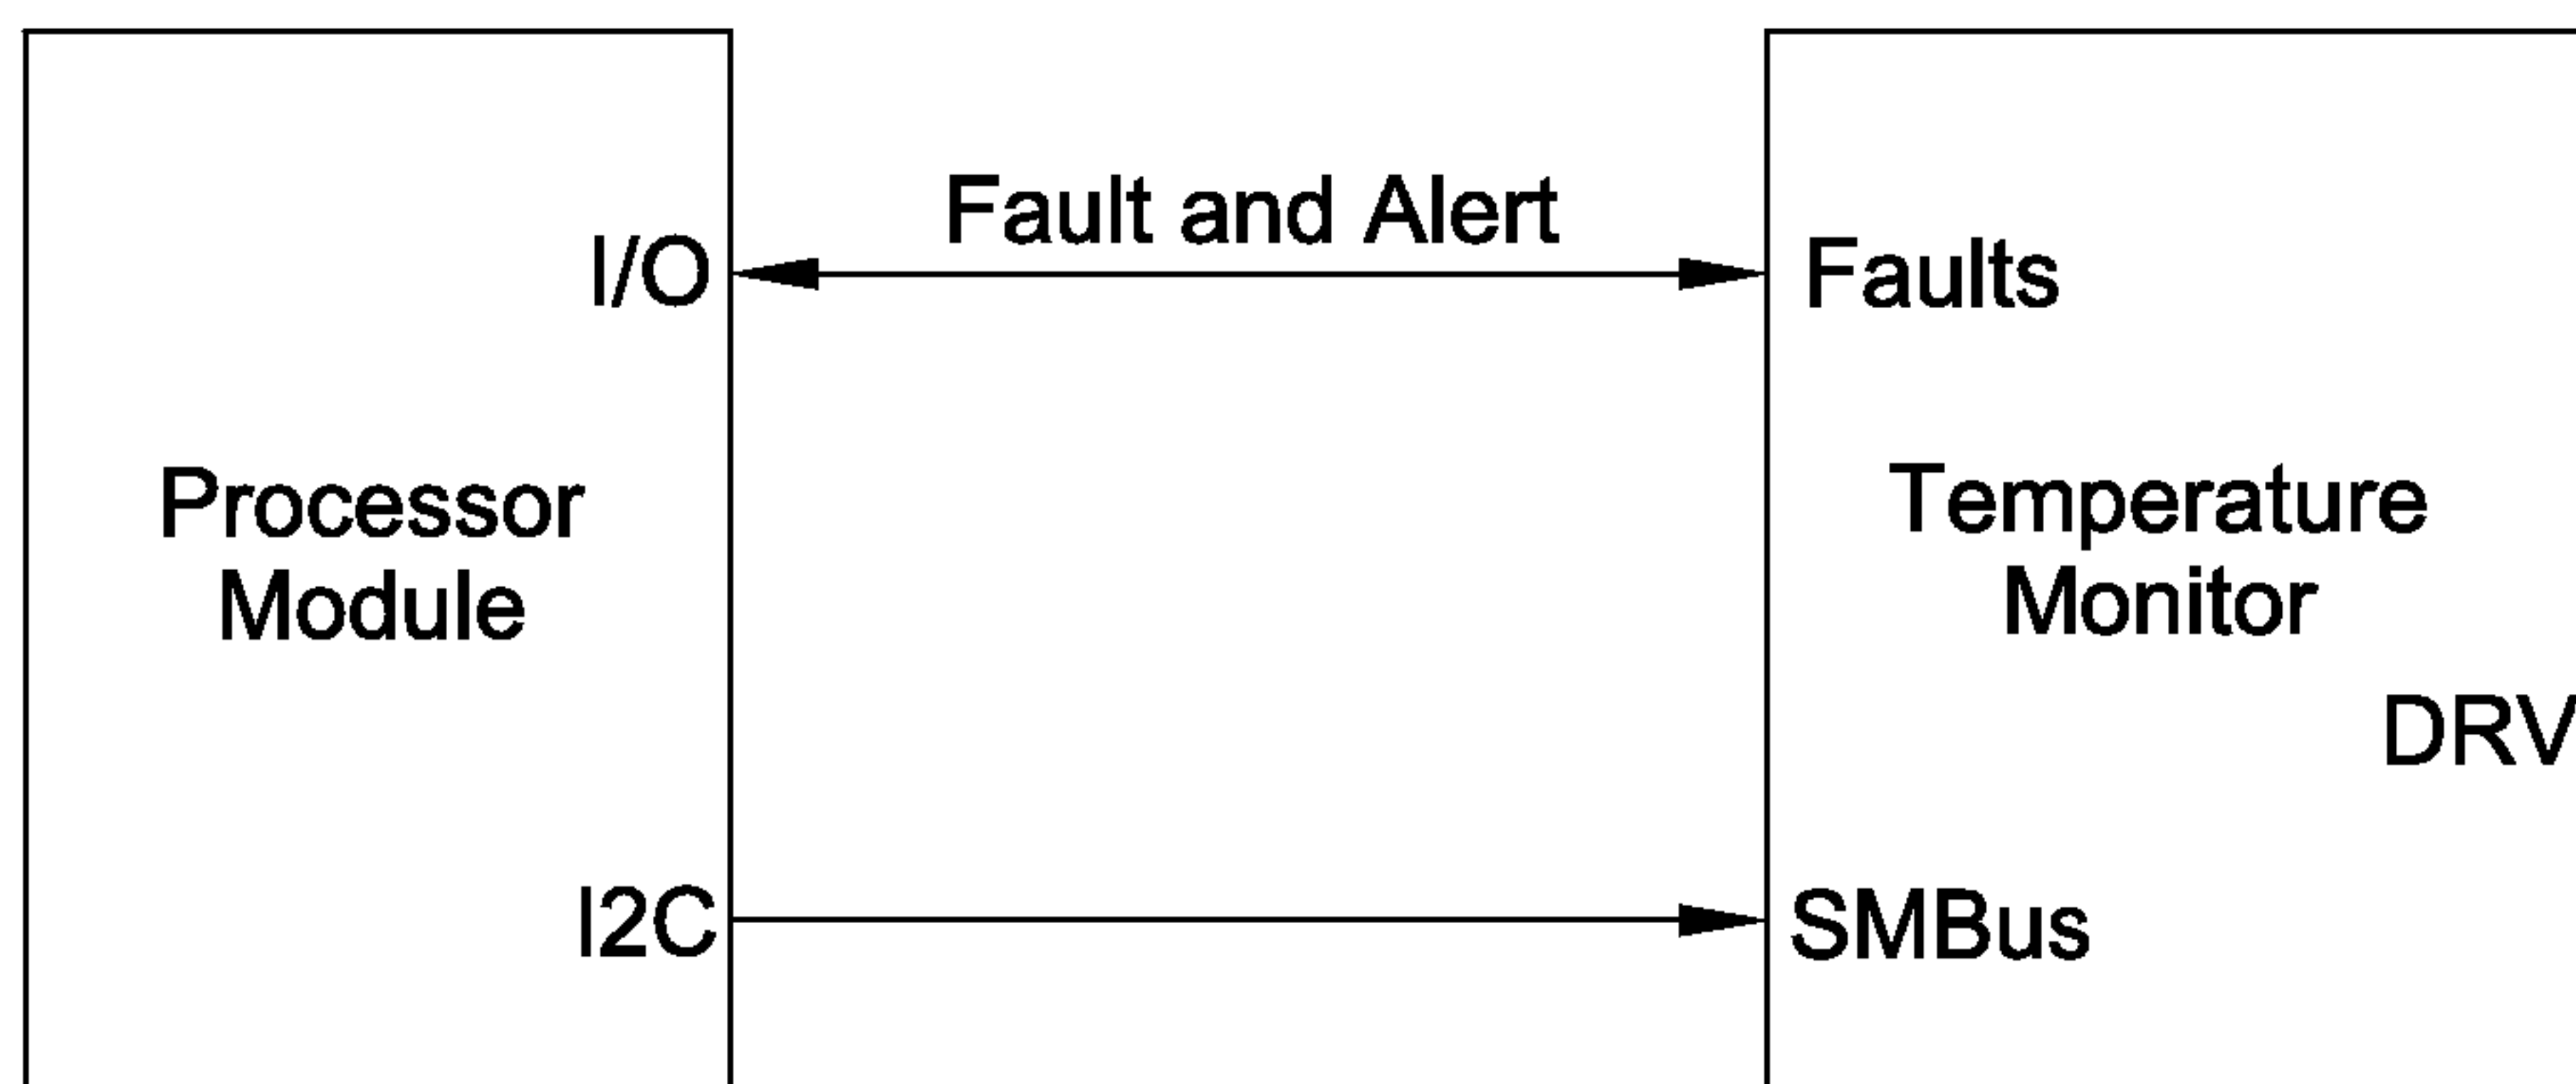 Fault and Alert
I/O
Faults
Processor
Module
Temperature
Monitor
DRV
I2C
SMBus